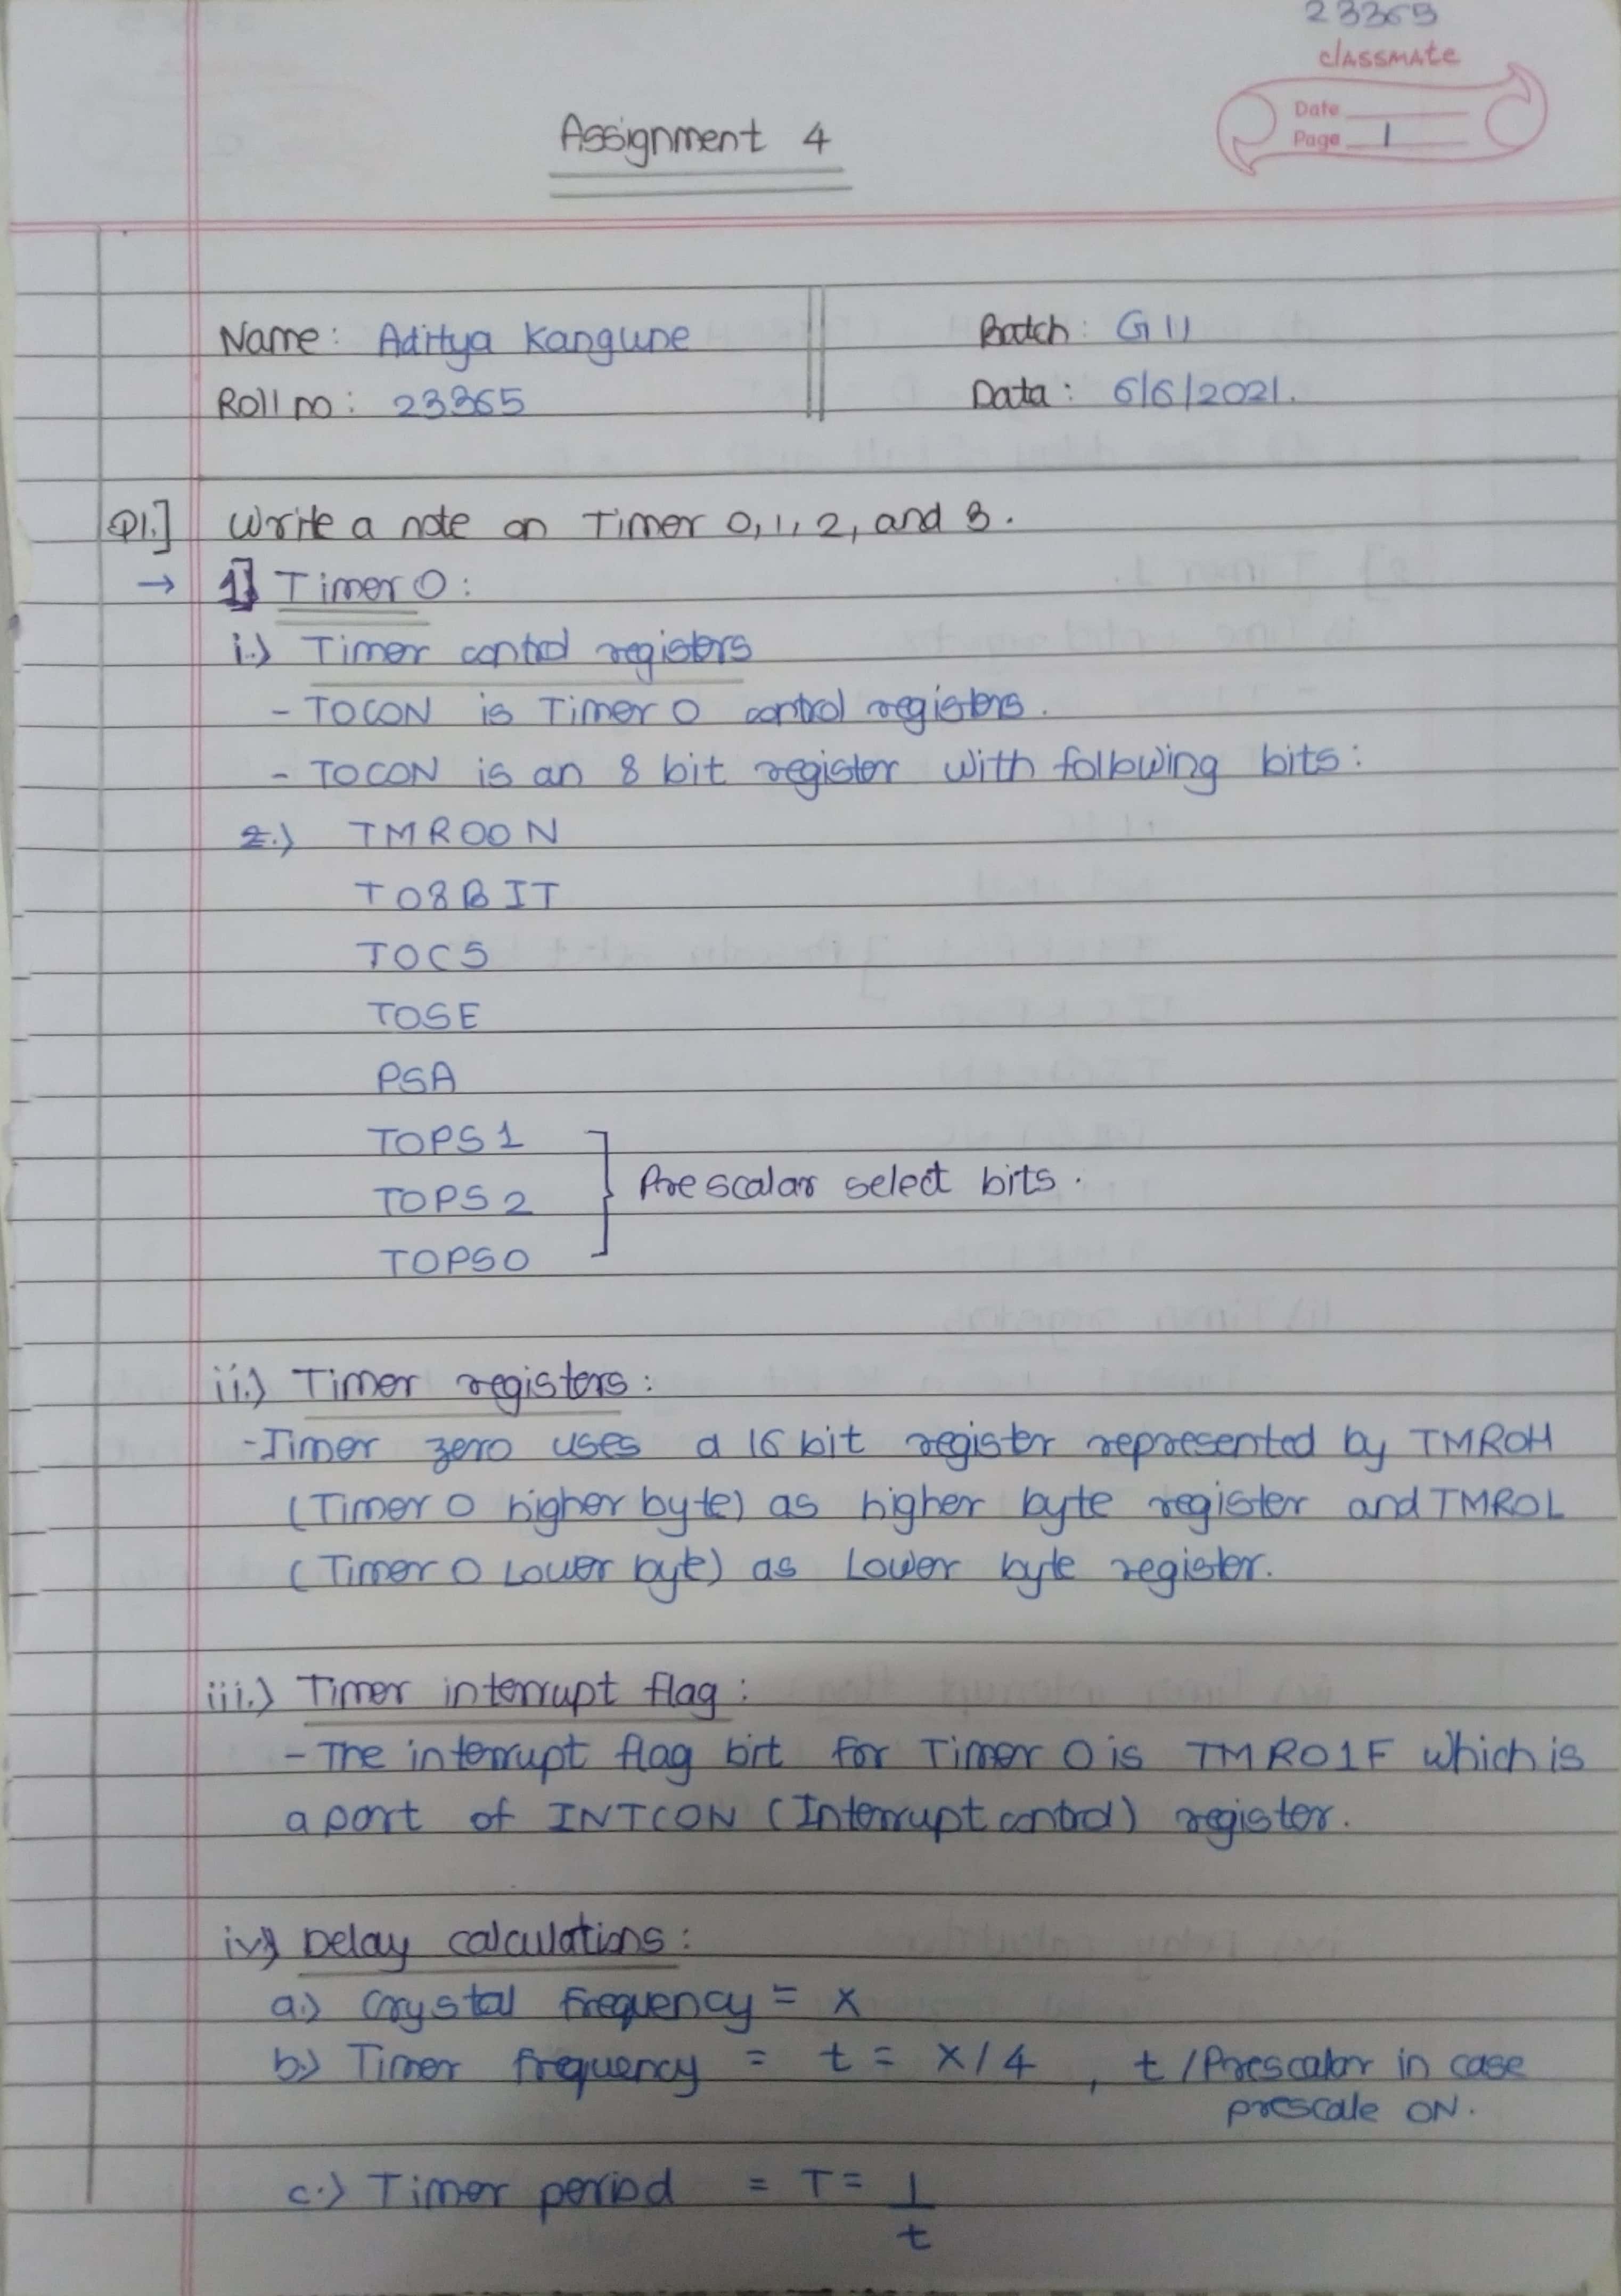 23365
classmate
Date
Page 1
Assignment 4
Name: Aditya Kangune Batch: G11
Roll no: 23365 Data: 6/6/2021.
Q1.] Write a note on Timer 0, 1, 2, and 3.
→ 1] Timer 0:
i.) Timer control registers
- T0CON is Timer 0 control registers.
- T0CON is an 8 bit register with following bits:
TMR0ON
T08BIT
T0CS
T0SE
PSA
T0PS1
T0PS2 } Prescalar select bits.
T0PS0
ii.) Timer registers:
- Timer zero uses a 16 bit register represented by TMR0H
(Timer 0 higher byte) as higher byte register and TMR0L
(Timer 0 Lower byte) as Lower byte register.
iii.) Timer interrupt flag:
- The interrupt flag bit for Timer 0 is TMR01F which is
a part of INTCON (Interrupt control) register.
iv) Delay calculations:
a.) Crystal frequency = x
b.) Timer frequency = t = x/4 , t/Prescalar in case
prescale ON.
c.) Timer period = T = 1/t